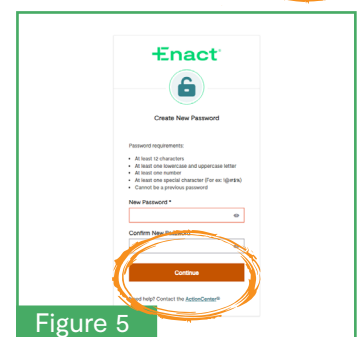 Enact
Create New Password
Password requirements:
• At least 12 characters
• At least one lowercase and uppercase letter
• At least one number
• At least one special character (For ex: !@#$%)
• Cannot be a previous password
New Password *
Confirm New Password
Continue
Need help? Contact the ActionCenter®
Figure 5